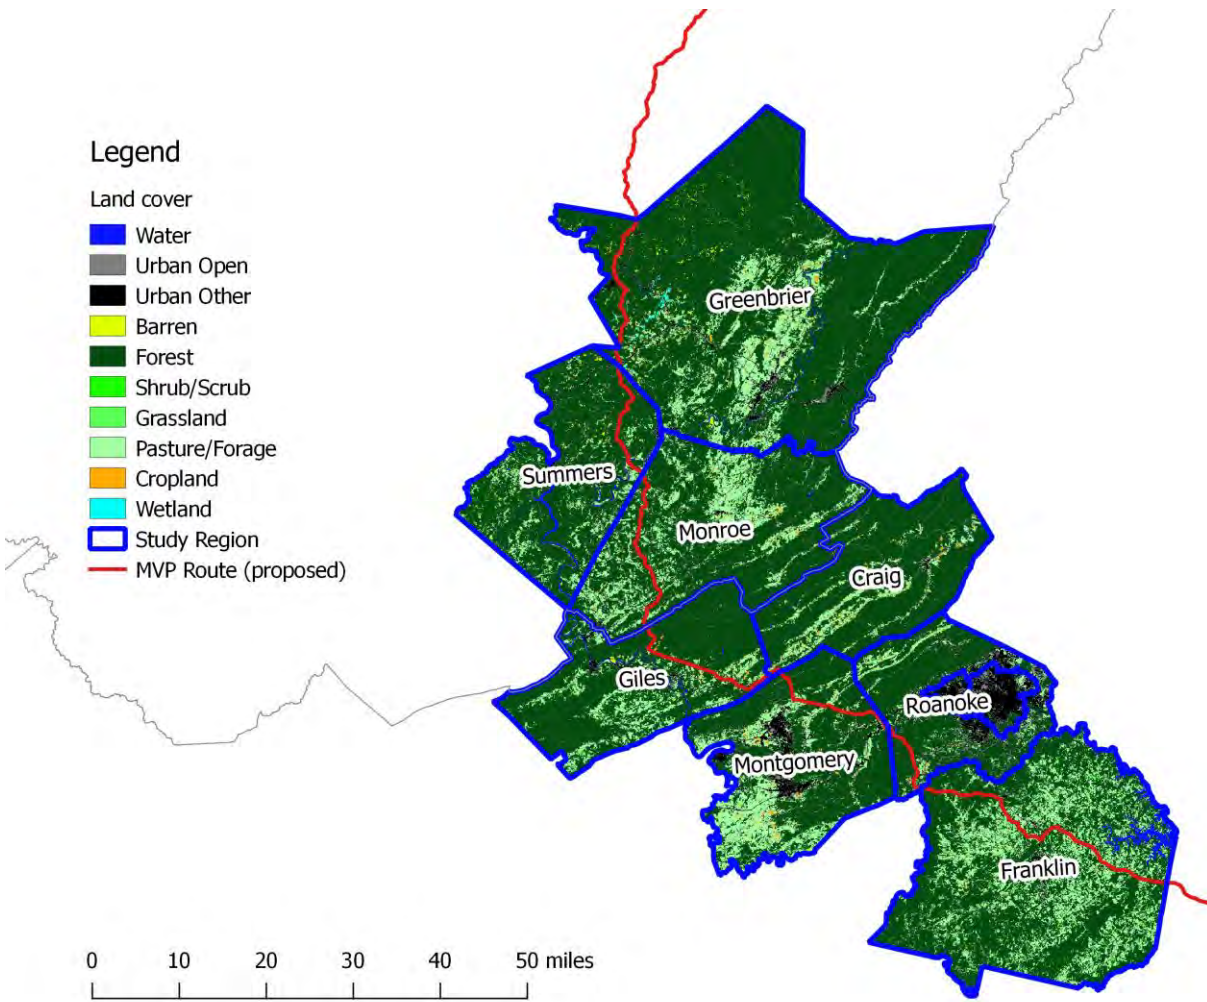 Legend
Land cover
Water
Urban Open
Urban Other
Barren
Forest
Shrub/Scrub
Grassland
Pasture/Forage
Cropland
Wetland
Study Region
MVP Route (proposed)
Greenbrier
Summers
Monroe
Craig
Giles
Roanoke
Montgomery
Franklin
0 10 20 30 40 50 miles